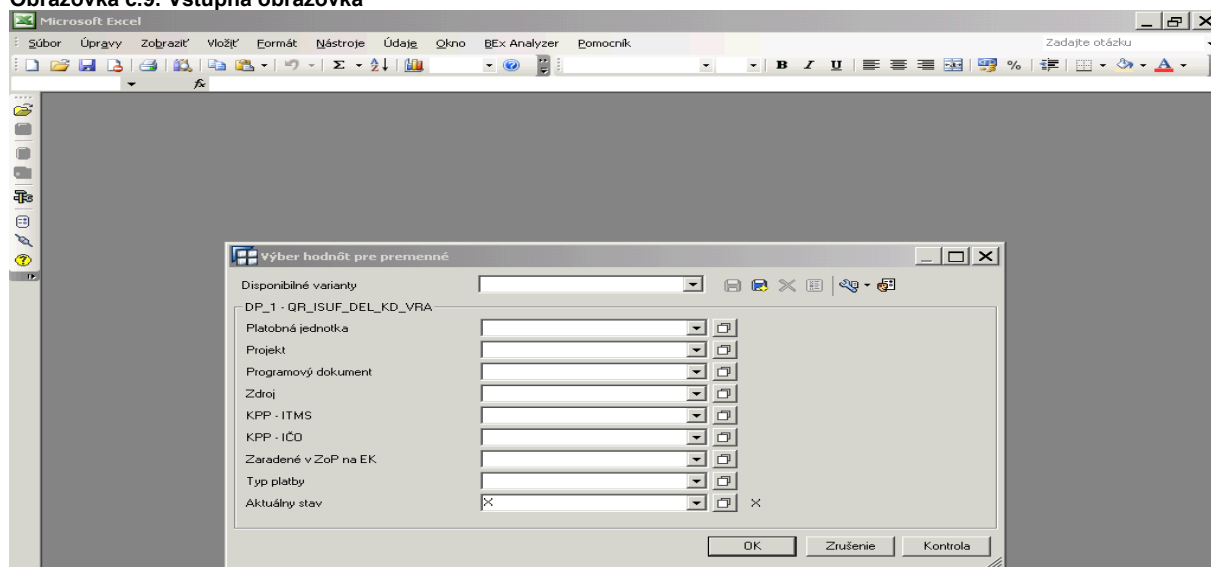 Obrazovka č.9: Vstupná obrazovka
Microsoft Excel
Súbor Úpravy Zobraziť Vložiť Formát Nástroje Údaje Okno BEx Analyzer Pomocník Zadajte otázku
Σ B I U % A
fx
Výber hodnôt pre premenné
Disponibilné varianty
DP_1 - QR_ISUF_DEL_KD_VRA
Platobná jednotka
Projekt
Programový dokument
Zdroj
KPP - ITMS
KPP - IČO
Zaradené v ZoP na EK
Typ platby
Aktuálny stav X X
OK Zrušenie Kontrola